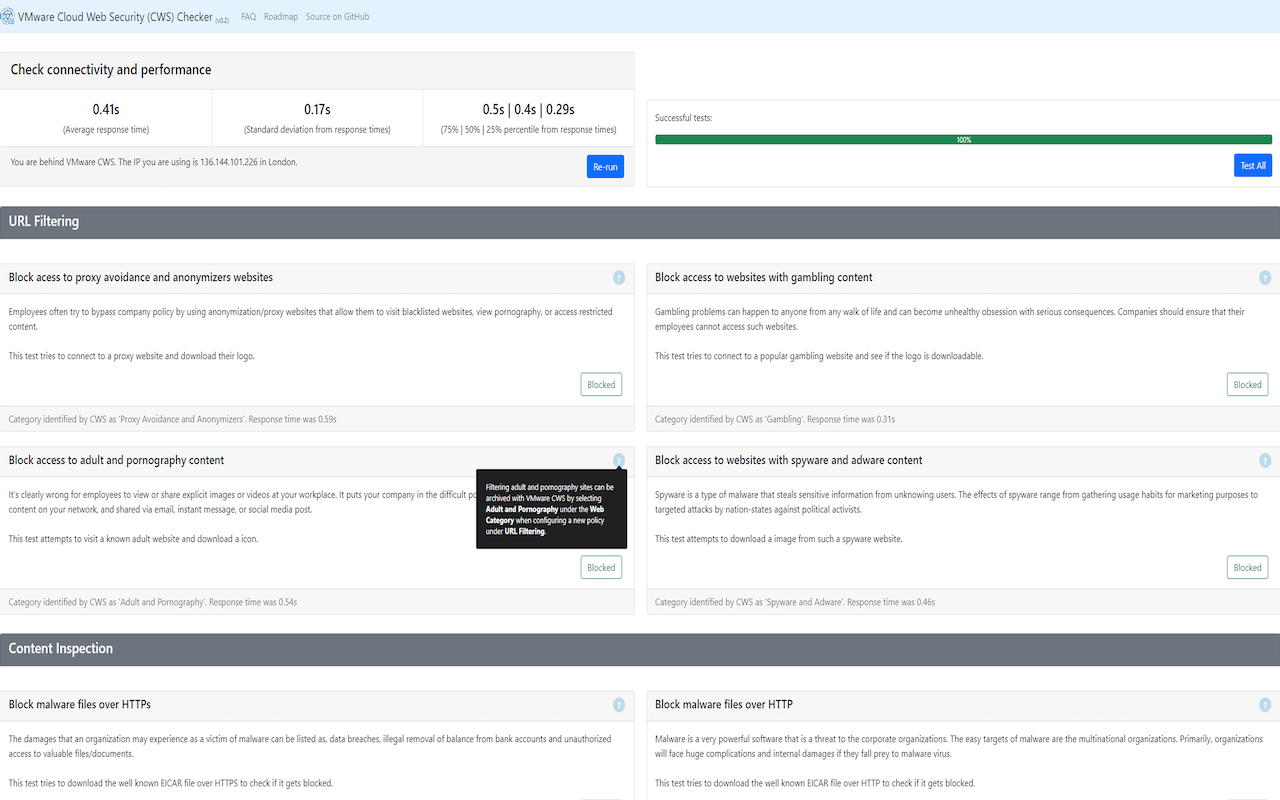 VMware Cloud Web Security (CWS) Checker (v0.2) FAQ Roadmap Source on GitHub
Check connectivity and performance
0.41s
(Average response time)
0.17s
(Standard deviation from response times)
0.5s | 0.4s | 0.29s
(75% | 50% | 25% percentile from response times)
You are behind VMware CWS. The IP you are using is 136.144.101.226 in London.
Re-run
Successful tests:
100%
Test All
URL Filtering
Block acess to proxy avoidance and anonymizers websites
?
Employees often try to bypass company policy by using anonymization/proxy websites that allow them to visit blacklisted websites, view pornography, or access restricted
content.
This test tries to connect to a proxy website and download their logo.
Blocked
Category identified by CWS as 'Proxy Avoidance and Anonymizers'. Response time was 0.59s
Block access to websites with gambling content
?
Gambling problems can happen to anyone from any walk of life and can become unhealthy obsession with serious consequences. Companies should ensure that their
employees cannot access such websites.
This test tries to connect to a popular gambling website and see if the logo is downloadable.
Blocked
Category identified by CWS as 'Gambling'. Response time was 0.31s
Block access to adult and pornography content
?
It's clearly wrong for employees to view or share explicit images or videos at your workplace. It puts your company in the difficult po
content on your network, and shared via email, instant message, or social media post.
This test attempts to visit a known adult website and download a icon.
Filtering adult and pornography sites can be
archived with VMware CWS by selecting
Adult and Pornography under the Web
Category when configuring a new policy
under URL Filtering.
Blocked
Category identified by CWS as 'Adult and Pornography'. Response time was 0.54s
Block access to websites with spyware and adware content
?
Spyware is a type of malware that steals sensitive information from unknowing users. The effects of spyware range from gathering usage habits for marketing purposes to
targeted attacks by nation-states against political activists.
This test attempts to download a image from such a spyware website.
Blocked
Category identified by CWS as 'Spyware and Adware'. Response time was 0.46s
Content Inspection
Block malware files over HTTPs
?
The damages that an organization may experience as a victim of malware can be listed as, data breaches, illegal removal of balance from bank accounts and unauthorized
access to valuable files/documents.
This test tries to download the well known EICAR file over HTTPS to check if it gets blocked.
Block malware files over HTTP
?
Malware is a very powerful software that is a threat to the corporate organizations. The easy targets of malware are the multinational organizations. Primarily, organizations
will face huge complications and internal damages if they fall prey to malware virus.
This test tries to download the well known EICAR file over HTTP to check if it gets blocked.